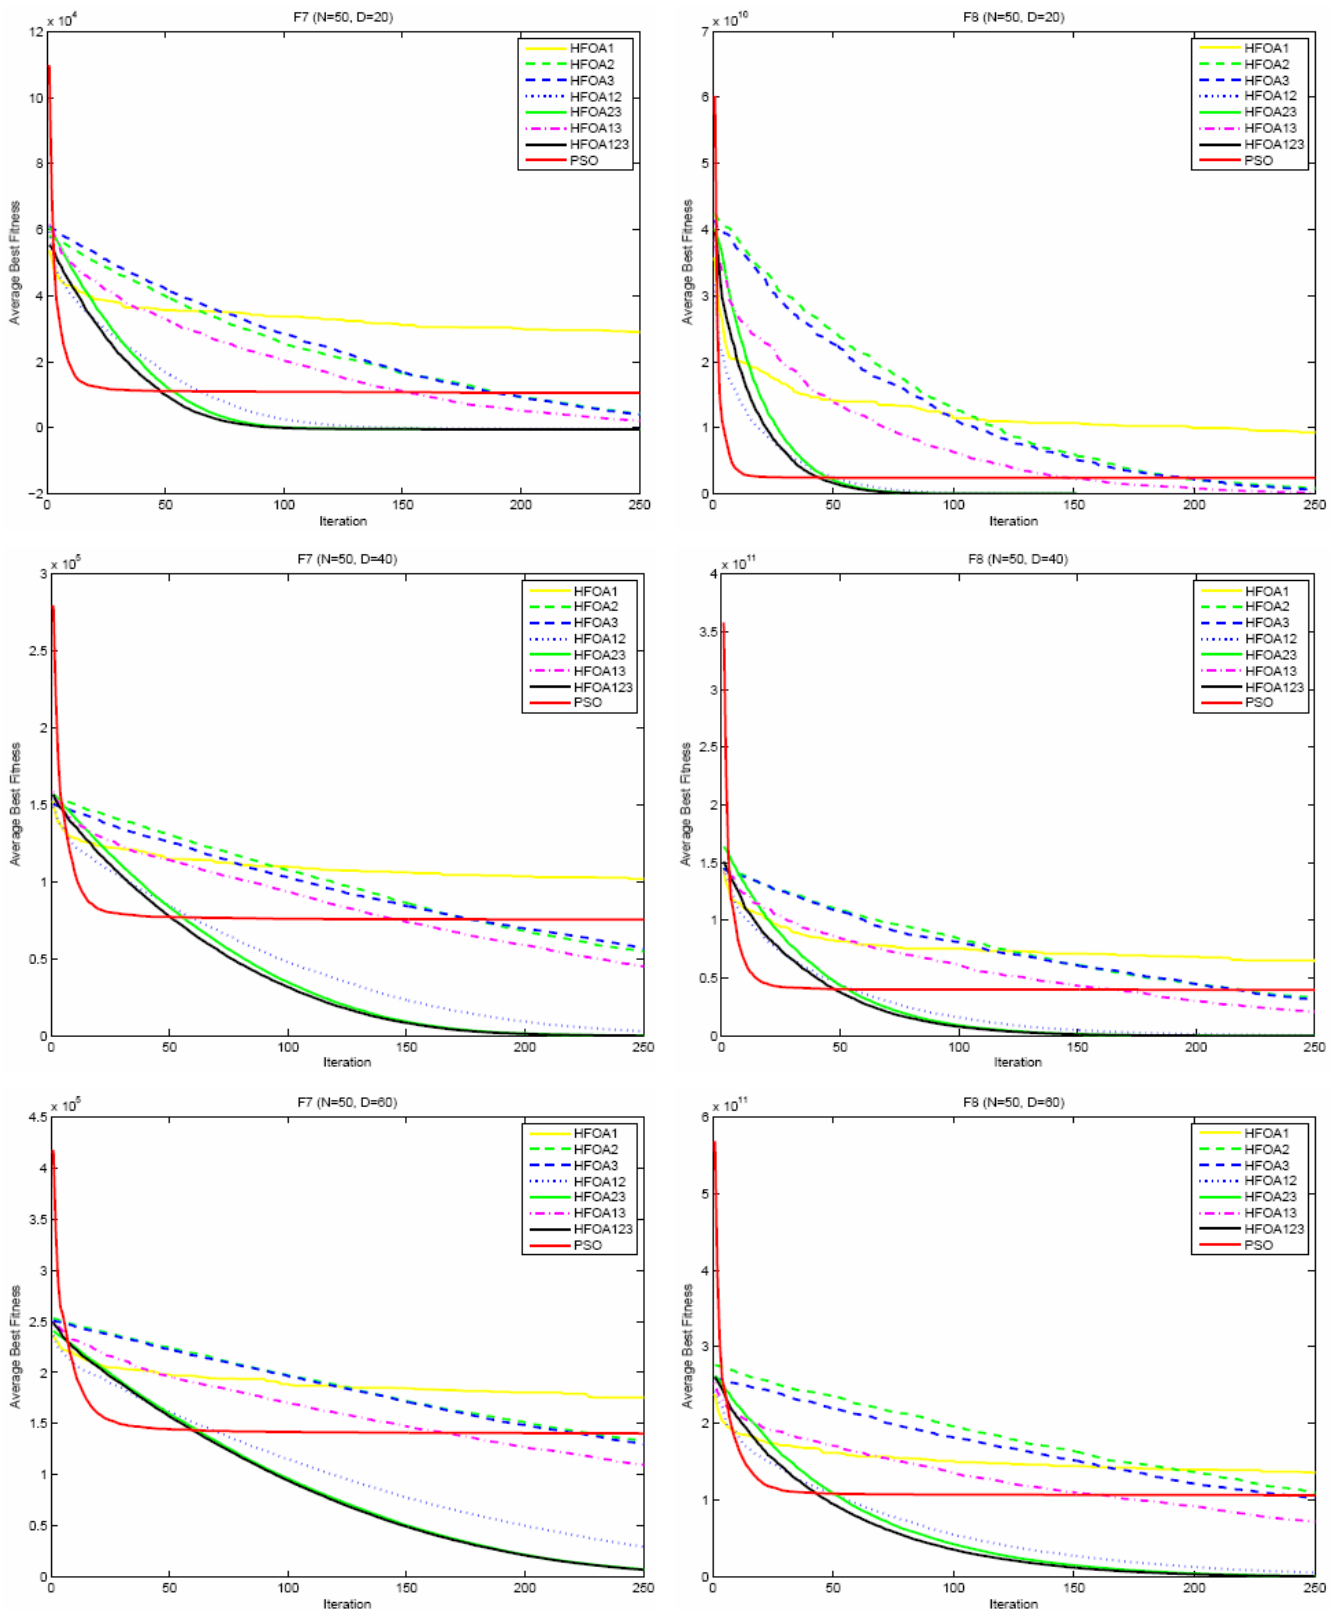 F7 (N=50, D=20)
x 10^4
12
10
8
6
4
2
0
−2
Average Best Fitness
0 50 100 150 200 250
Iteration
HFOA1
HFOA2
HFOA3
HFOA12
HFOA23
HFOA13
HFOA123
PSO
F8 (N=50, D=20)
x 10^10
7
6
5
4
3
2
1
0
Average Best Fitness
0 50 100 150 200 250
Iteration
HFOA1
HFOA2
HFOA3
HFOA12
HFOA23
HFOA13
HFOA123
PSO
F7 (N=50, D=40)
x 10^5
3
2.5
2
1.5
1
0.5
0
Average Best Fitness
0 50 100 150 200 250
Iteration
HFOA1
HFOA2
HFOA3
HFOA12
HFOA23
HFOA13
HFOA123
PSO
F8 (N=50, D=40)
x 10^11
4
3.5
3
2.5
2
1.5
1
0.5
0
Average Best Fitness
0 50 100 150 200 250
Iteration
HFOA1
HFOA2
HFOA3
HFOA12
HFOA23
HFOA13
HFOA123
PSO
F7 (N=50, D=60)
x 10^5
4.5
4
3.5
3
2.5
2
1.5
1
0.5
0
Average Best Fitness
0 50 100 150 200 250
Iteration
HFOA1
HFOA2
HFOA3
HFOA12
HFOA23
HFOA13
HFOA123
PSO
F8 (N=50, D=60)
x 10^11
6
5
4
3
2
1
0
Average Best Fitness
0 50 100 150 200 250
Iteration
HFOA1
HFOA2
HFOA3
HFOA12
HFOA23
HFOA13
HFOA123
PSO